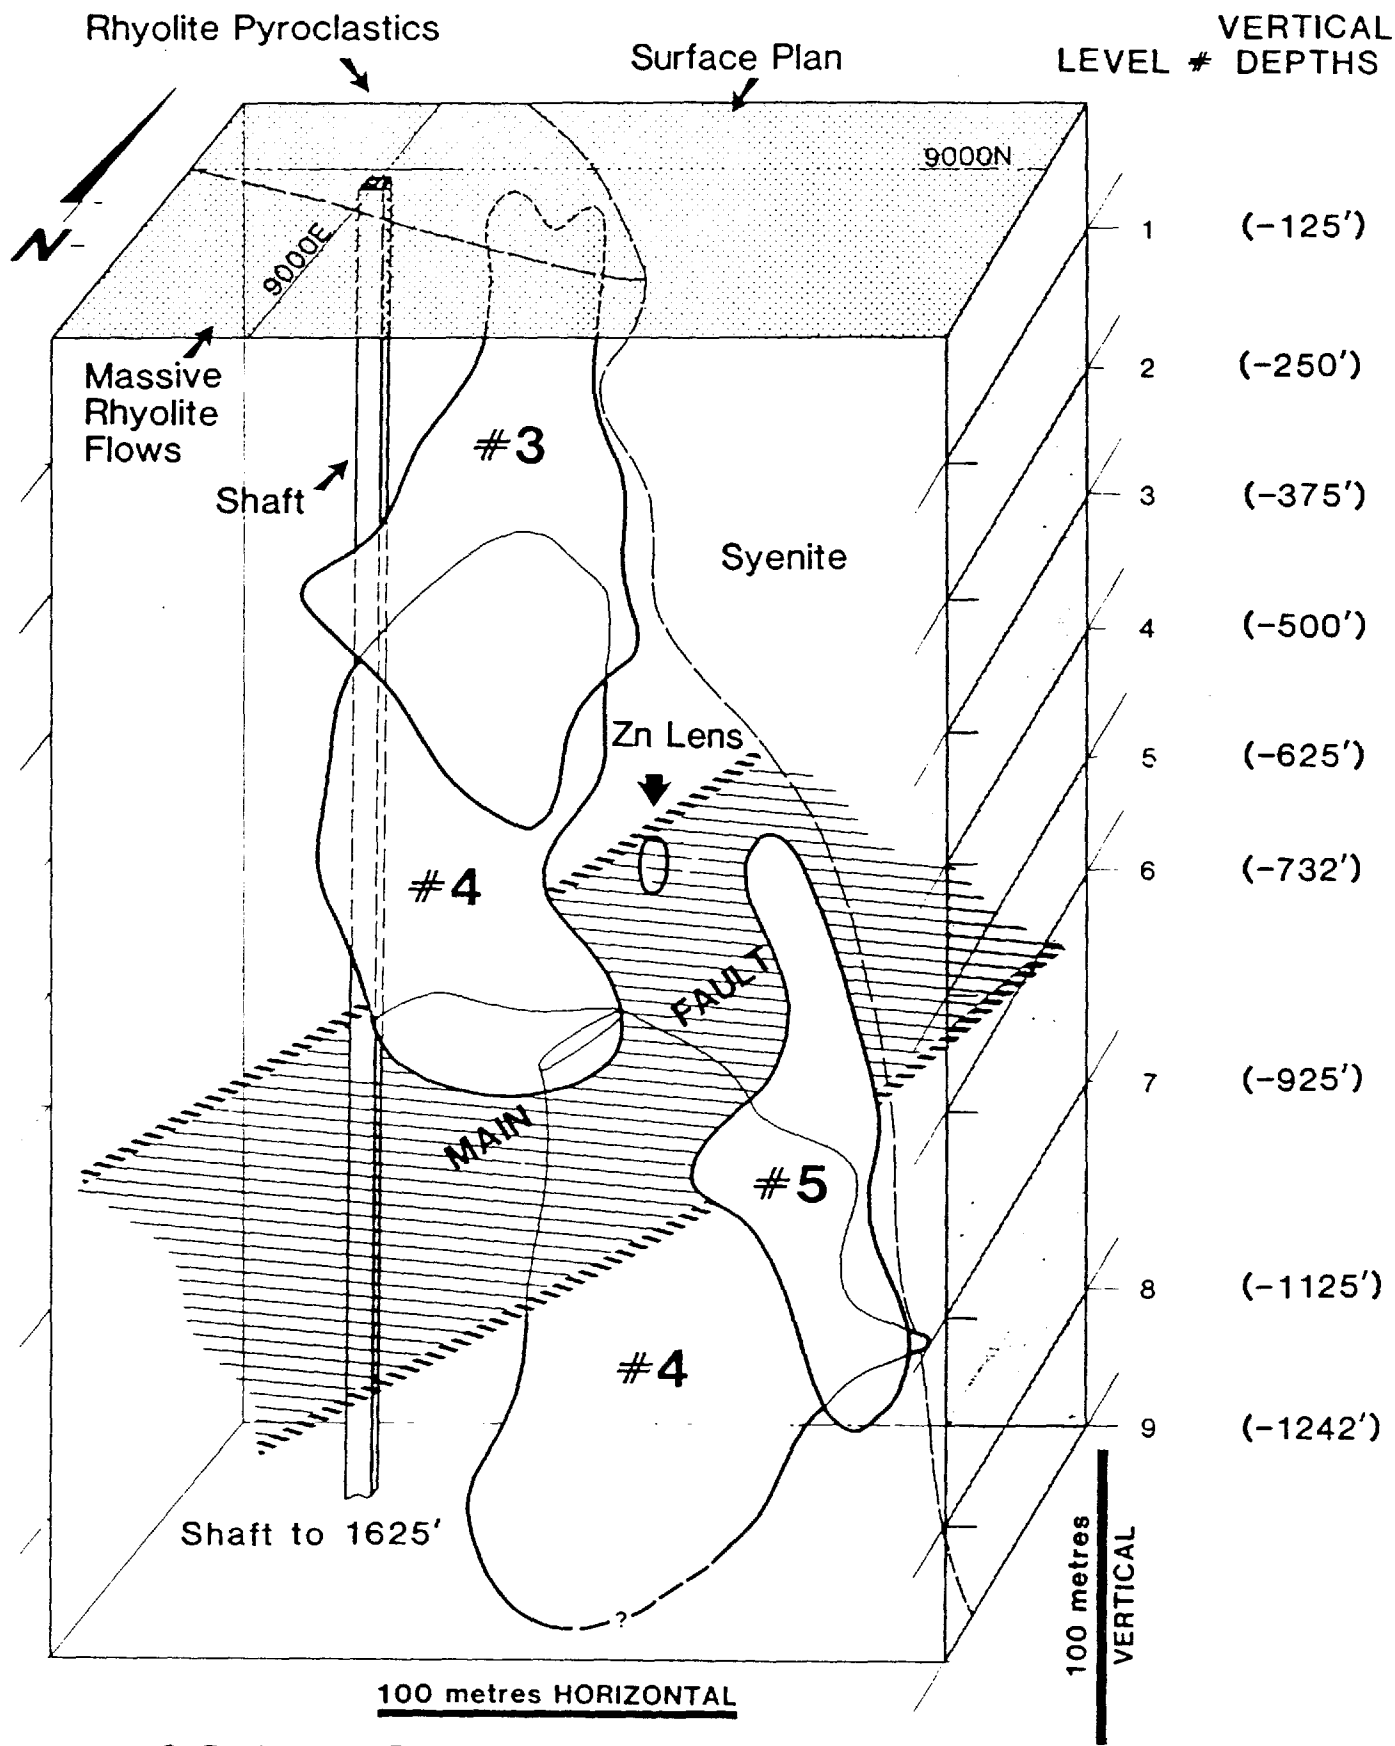 Rhyolite Pyroclastics
Surface Plan
VERTICAL
LEVEL # DEPTHS
9000N
N
9000E
1 (-125')
Massive
Rhyolite
Flows
2 (-250')
#3
Shaft
3 (-375')
Syenite
4 (-500')
Zn Lens
5 (-625')
#4
6 (-732')
FAULT
MAIN
7 (-925')
#5
8 (-1125')
#4
9 (-1242')
Shaft to 1625'
?
100 metres
VERTICAL
100 metres HORIZONTAL